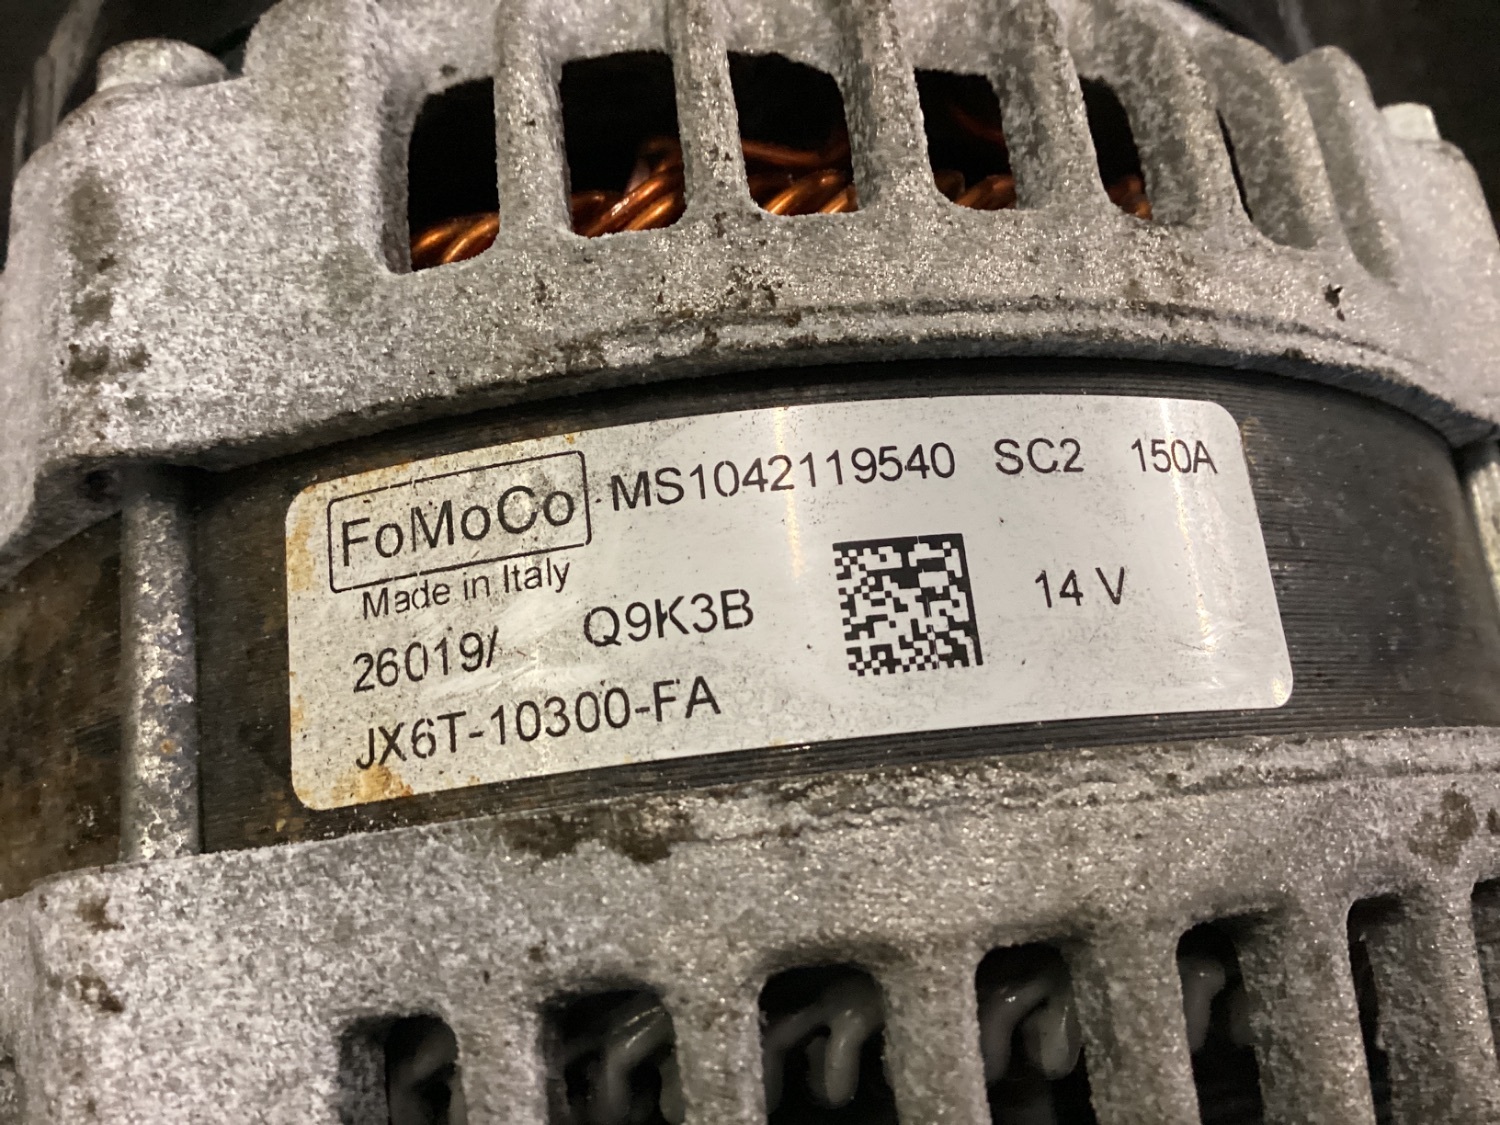 FoMoCo MS1042119540 SC2 150A
Made in Italy
26019/ Q9K3B 14 V
JX6T-10300-FA